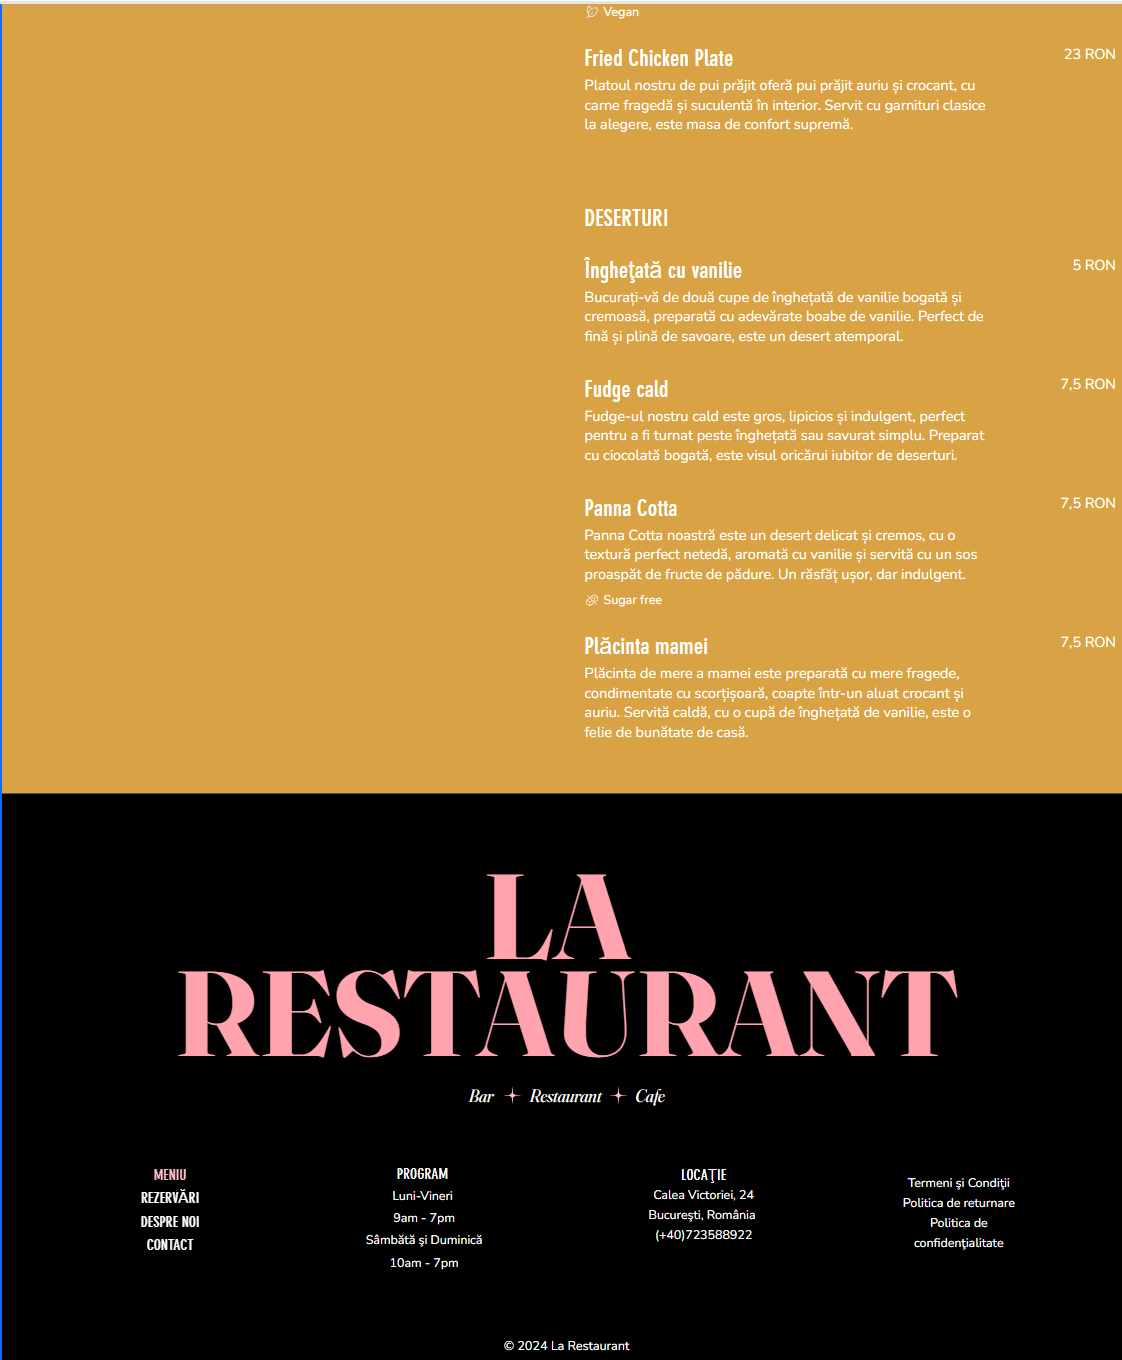 Vegan
Fried Chicken Plate
23 RON
Platoul nostru de pui prăjit oferă pui prăjit auriu și crocant, cu
carne fragedă și suculentă în interior. Servit cu garnituri clasice
la alegere, este masa de confort supremă.
DESERTURI
Îngheţată cu vanilie
5 RON
Bucurați-vă de două cupe de înghețată de vanilie bogată și
cremoasă, preparată cu adevărate boabe de vanilie. Perfect de
fină și plină de savoare, este un desert atemporal.
Fudge cald
7,5 RON
Fudge-ul nostru cald este gros, lipicios și indulgent, perfect
pentru a fi turnat peste înghețată sau savurat simplu. Preparat
cu ciocolată bogată, este visul oricărui iubitor de deserturi.
Panna Cotta
7,5 RON
Panna Cotta noastră este un desert delicat și cremos, cu o
textură perfect netedă, aromată cu vanilie și servită cu un sos
proaspăt de fructe de pădure. Un răsfăț ușor, dar indulgent.
Sugar free
Plăcinta mamei
7,5 RON
Plăcinta de mere a mamei este preparată cu mere fragede,
condimentate cu scorțișoară, coapte într-un aluat crocant și
auriu. Servită caldă, cu o cupă de înghețată de vanilie, este o
felie de bunătate de casă.
LA
RESTAURANT
Bar Restaurant Cafe
MENIU
REZERVĂRI
DESPRE NOI
CONTACT
PROGRAM
Luni-Vineri
9am - 7pm
Sâmbătă şi Duminică
10am - 7pm
LOCAŢIE
Calea Victoriei, 24
Bucureşti, România
(+40)723588922
Termeni şi Condiţii
Politica de returnare
Politica de
confidenţialitate
© 2024 La Restaurant